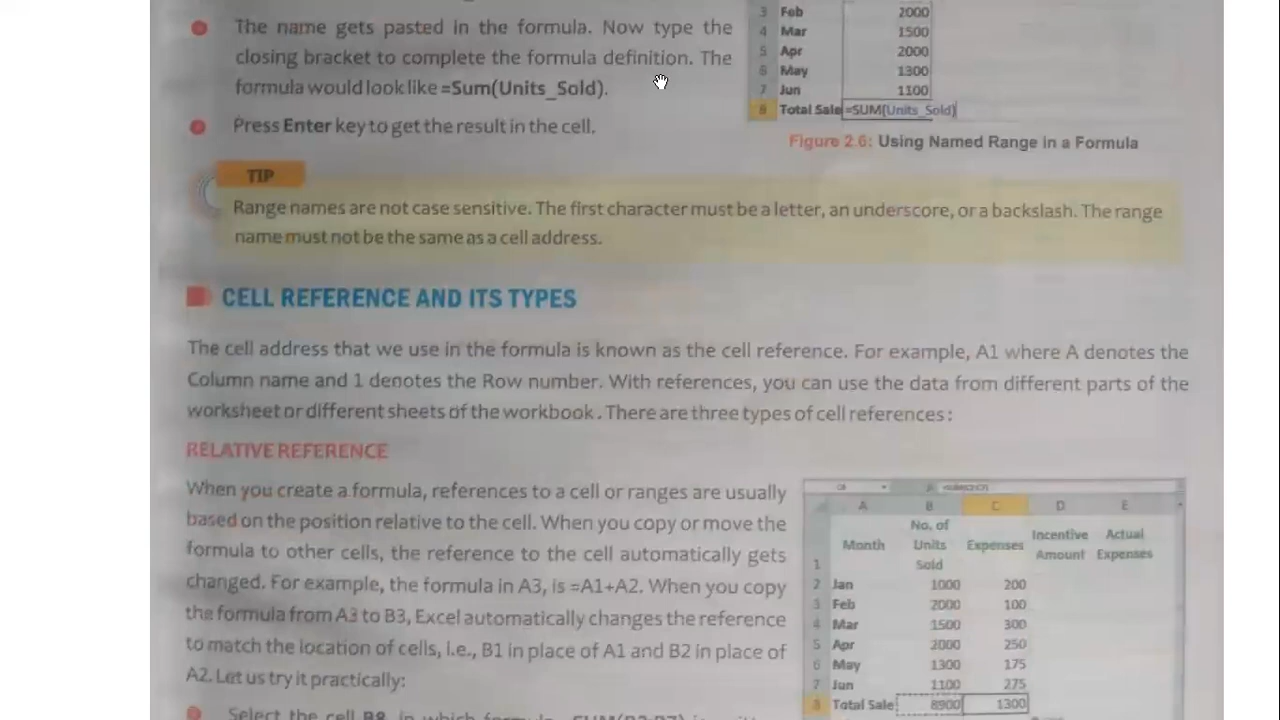 The name gets pasted in the formula. Now type the
closing bracket to complete the formula definition. The
formula would look like =Sum(Units_Sold).
Press Enter key to get the result in the cell.
3 Feb 2000
4 Mar 1500
5 Apr 2000
6 May 1300
7 Jun 1100
8 Total Sale =SUM(Units_Sold)
Figure 2.6: Using Named Range in a Formula
TIP
Range names are not case sensitive. The first character must be a letter, an underscore, or a backslash. The range
name must not be the same as a cell address.
CELL REFERENCE AND ITS TYPES
The cell address that we use in the formula is known as the cell reference. For example, A1 where A denotes the
Column name and 1 denotes the Row number. With references, you can use the data from different parts of the
worksheet or different sheets of the workbook. There are three types of cell references:
RELATIVE REFERENCE
When you create a formula, references to a cell or ranges are usually
based on the position relative to the cell. When you copy or move the
formula to other cells, the reference to the cell automatically gets
changed. For example, the formula in A3, is =A1+A2. When you copy
the formula from A3 to B3, Excel automatically changes the reference
to match the location of cells, i.e., B1 in place of A1 and B2 in place of
A2. Let us try it practically:
Select the cell B8, in which formula
A B C D E
1 Month No. of Units Sold Expenses Incentive Amount Actual Expenses
2 Jan 1000 200
3 Feb 2000 100
4 Mar 1500 300
5 Apr 2000 250
6 May 1300 175
7 Jun 1100 275
8 Total Sale 8900 1300